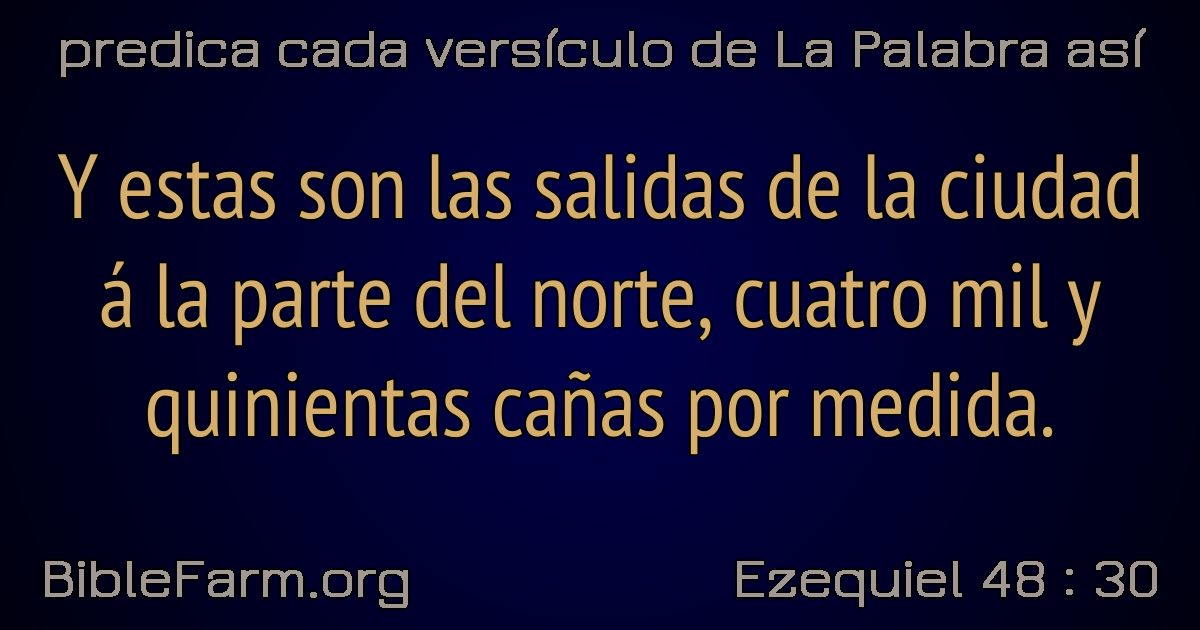 predica cada versículo de La Palabra así
Y estas son las salidas de la ciudad
á la parte del norte, cuatro mil y
quinientas cañas por medida.
BibleFarm.org
Ezequiel 48 : 30